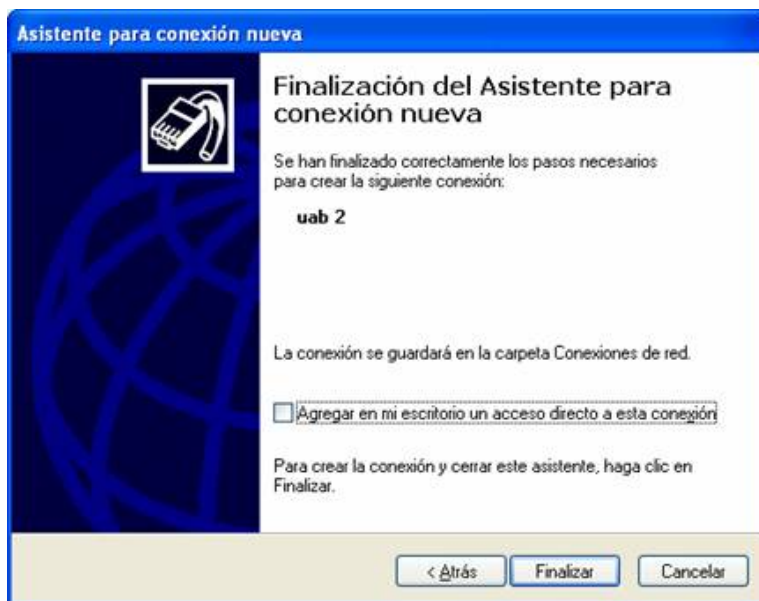 Asistente para conexión nueva
Finalización del Asistente para
conexión nueva
Se han finalizado correctamente los pasos necesarios
para crear la siguiente conexión:
uab 2
La conexión se guardará en la carpeta Conexiones de red.
Agregar en mi escritorio un acceso directo a esta conexión
Para crear la conexión y cerrar este asistente, haga clic en
Finalizar.
< Atrás Finalizar Cancelar